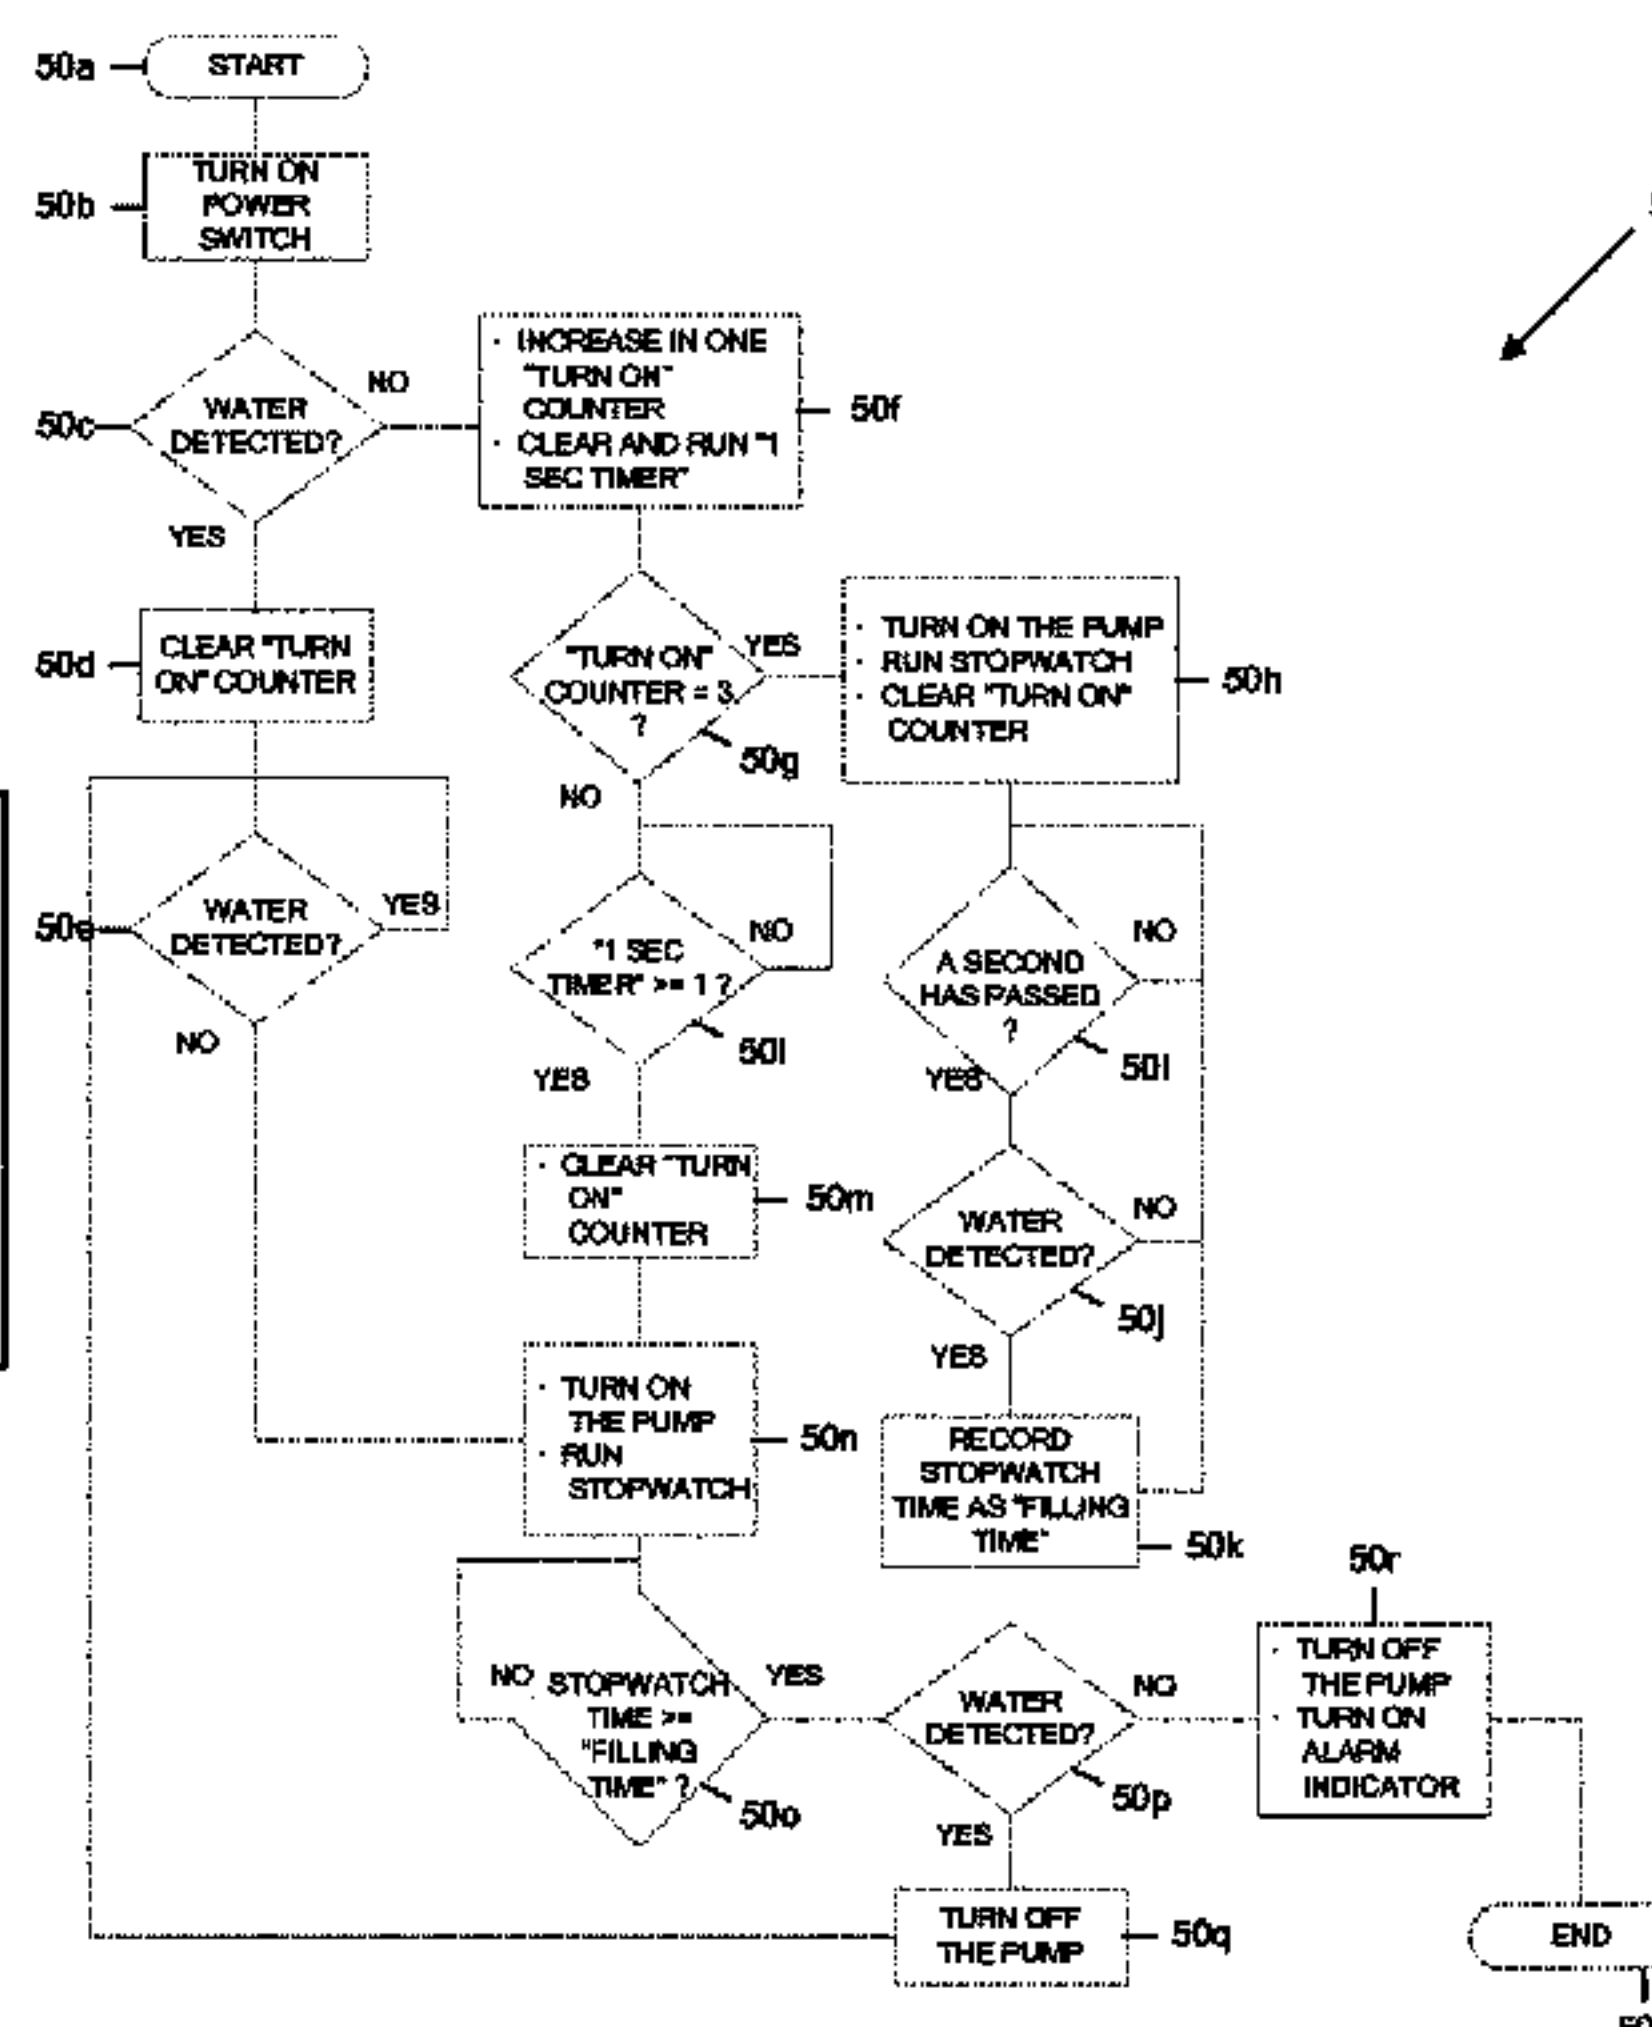 50a
START
50b
TURN ON
POWER
SWITCH
50c
WATER
DETECTED?
NO
YES
· INCREASE IN ONE
"TURN ON"
COUNTER
· CLEAR AND RUN "1
SEC TIMER"
50f
50d
CLEAR "TURN
ON" COUNTER
"TURN ON"
COUNTER = 3
?
YES
50g
NO
· TURN ON THE PUMP
· RUN STOPWATCH
· CLEAR "TURN ON"
COUNTER
50h
50e
WATER
DETECTED?
YES
NO
"1 SEC
TIMER" >= 1 ?
NO
50l
YES
A SECOND
HAS PASSED
?
NO
50i
YES
· CLEAR "TURN
ON"
COUNTER
50m
WATER
DETECTED?
NO
50j
YES
· TURN ON
THE PUMP
· RUN
STOPWATCH
50n
RECORD
STOPWATCH
TIME AS "FILLING
TIME"
50k
NO
STOPWATCH
TIME >=
"FILLING
TIME" ?
YES
50o
WATER
DETECTED?
NO
50p
YES
50r
· TURN OFF
THE PUMP
· TURN ON
ALARM
INDICATOR
TURN OFF
THE PUMP
50q
END